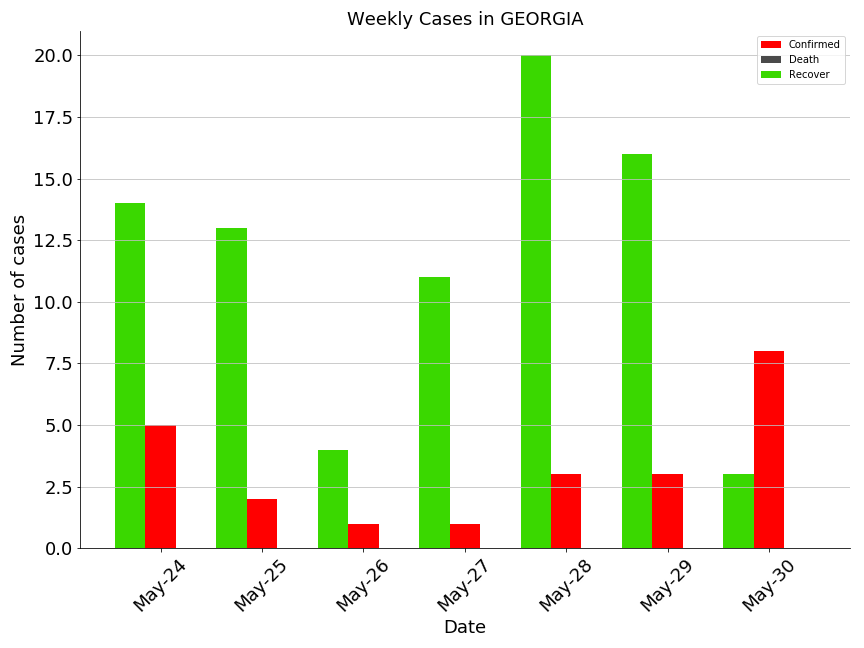 Weekly Cases in GEORGIA
Confirmed
Death
Recover
Number of cases
20.0
17.5
15.0
12.5
10.0
7.5
5.0
2.5
0.0
May-24
May-25
May-26
May-27
May-28
May-29
May-30
Date